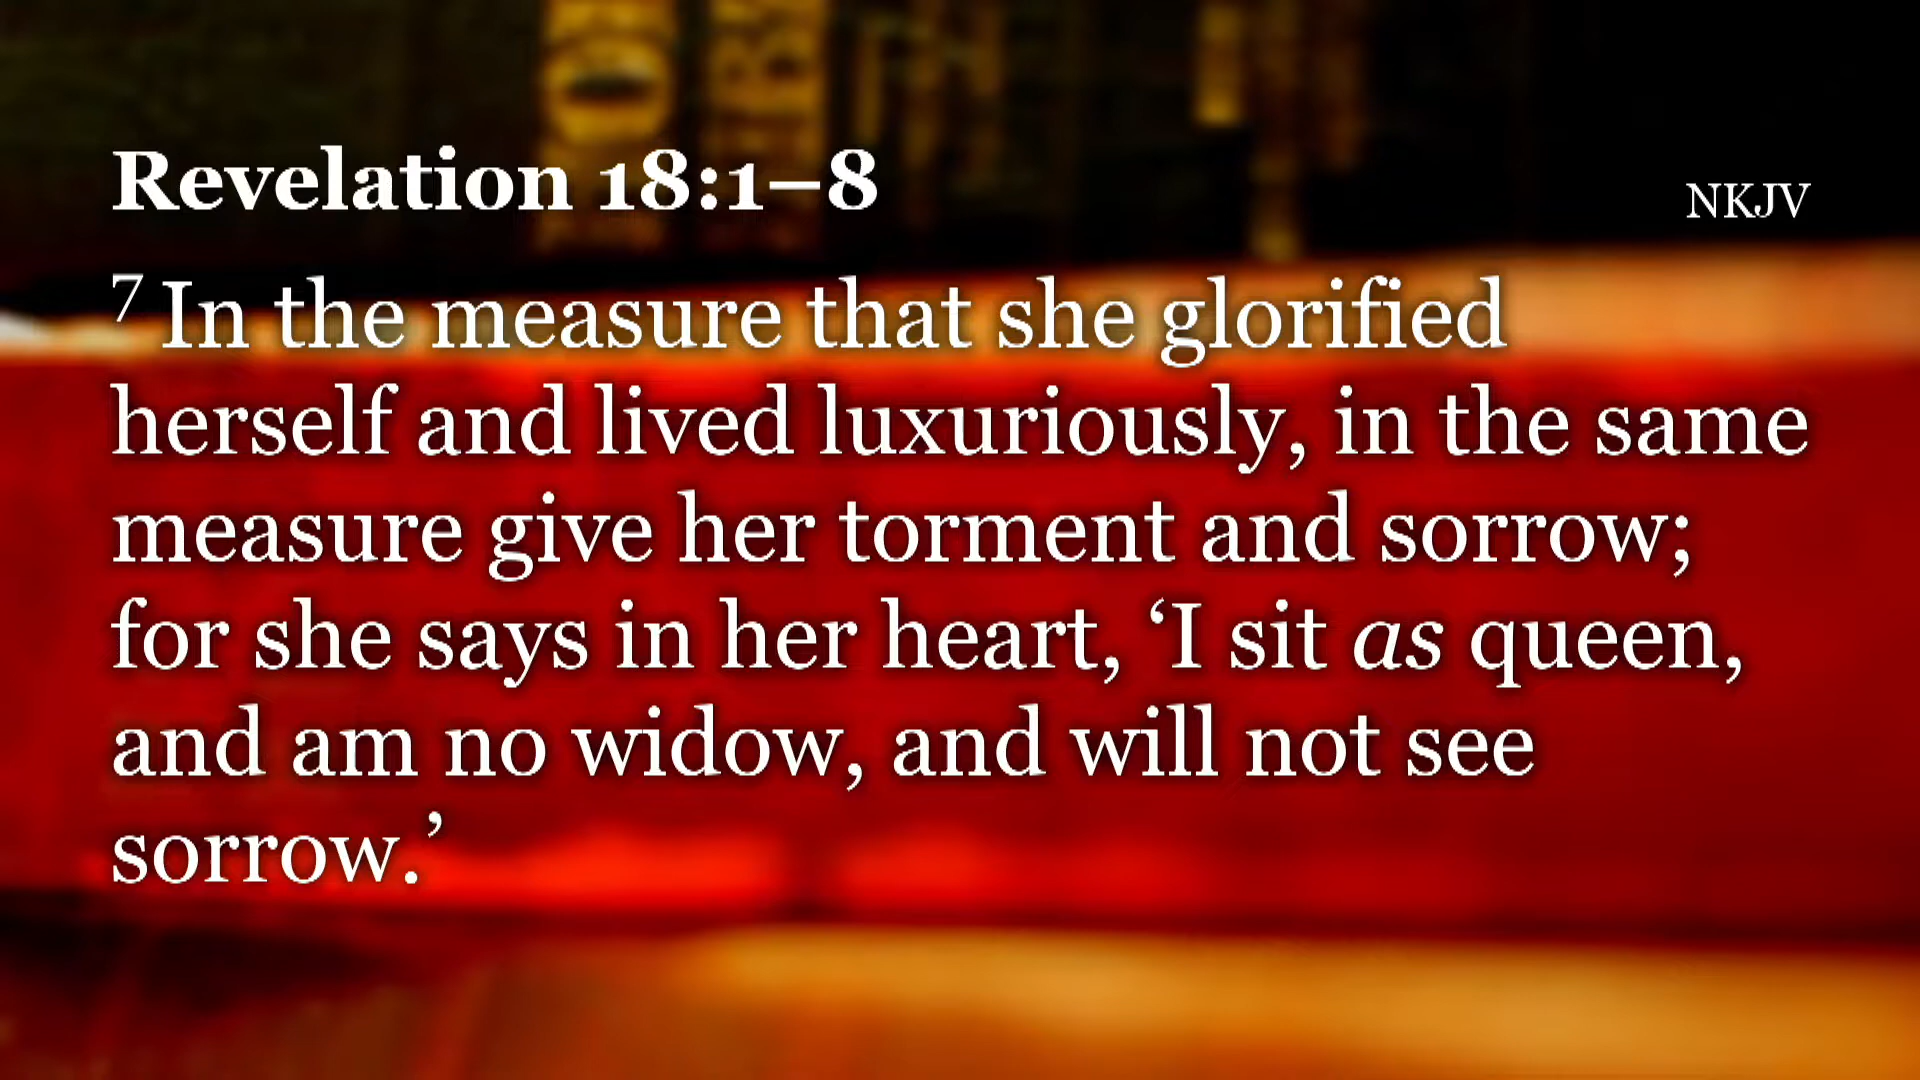 Revelation 18:1–8
NKJV
7 In the measure that she glorified
herself and lived luxuriously, in the same
measure give her torment and sorrow;
for she says in her heart, ‘I sit as queen,
and am no widow, and will not see
sorrow.’